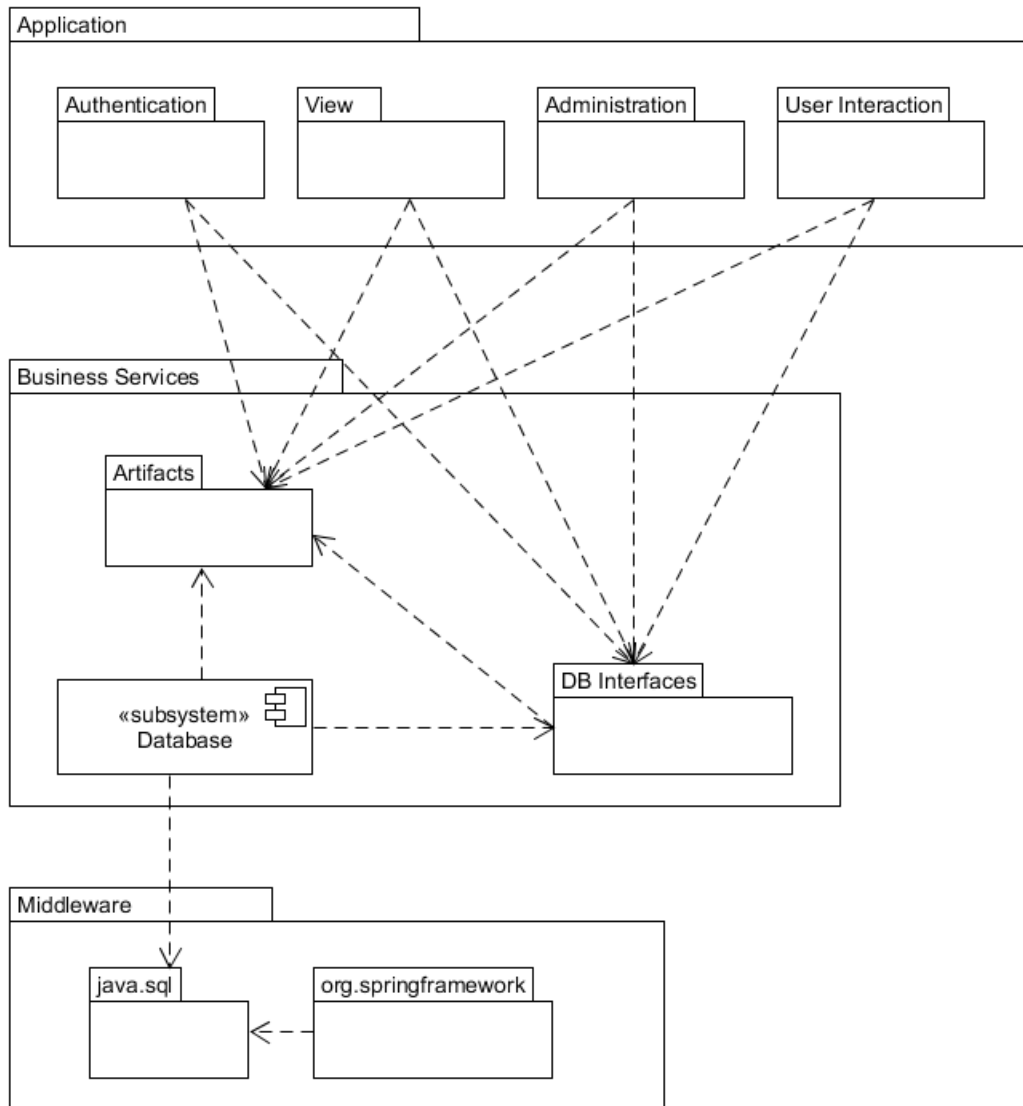 Application
Authentication
View
Administration
User Interaction
Business Services
Artifacts
DB Interfaces
«subsystem»
Database
Middleware
java.sql
org.springframework